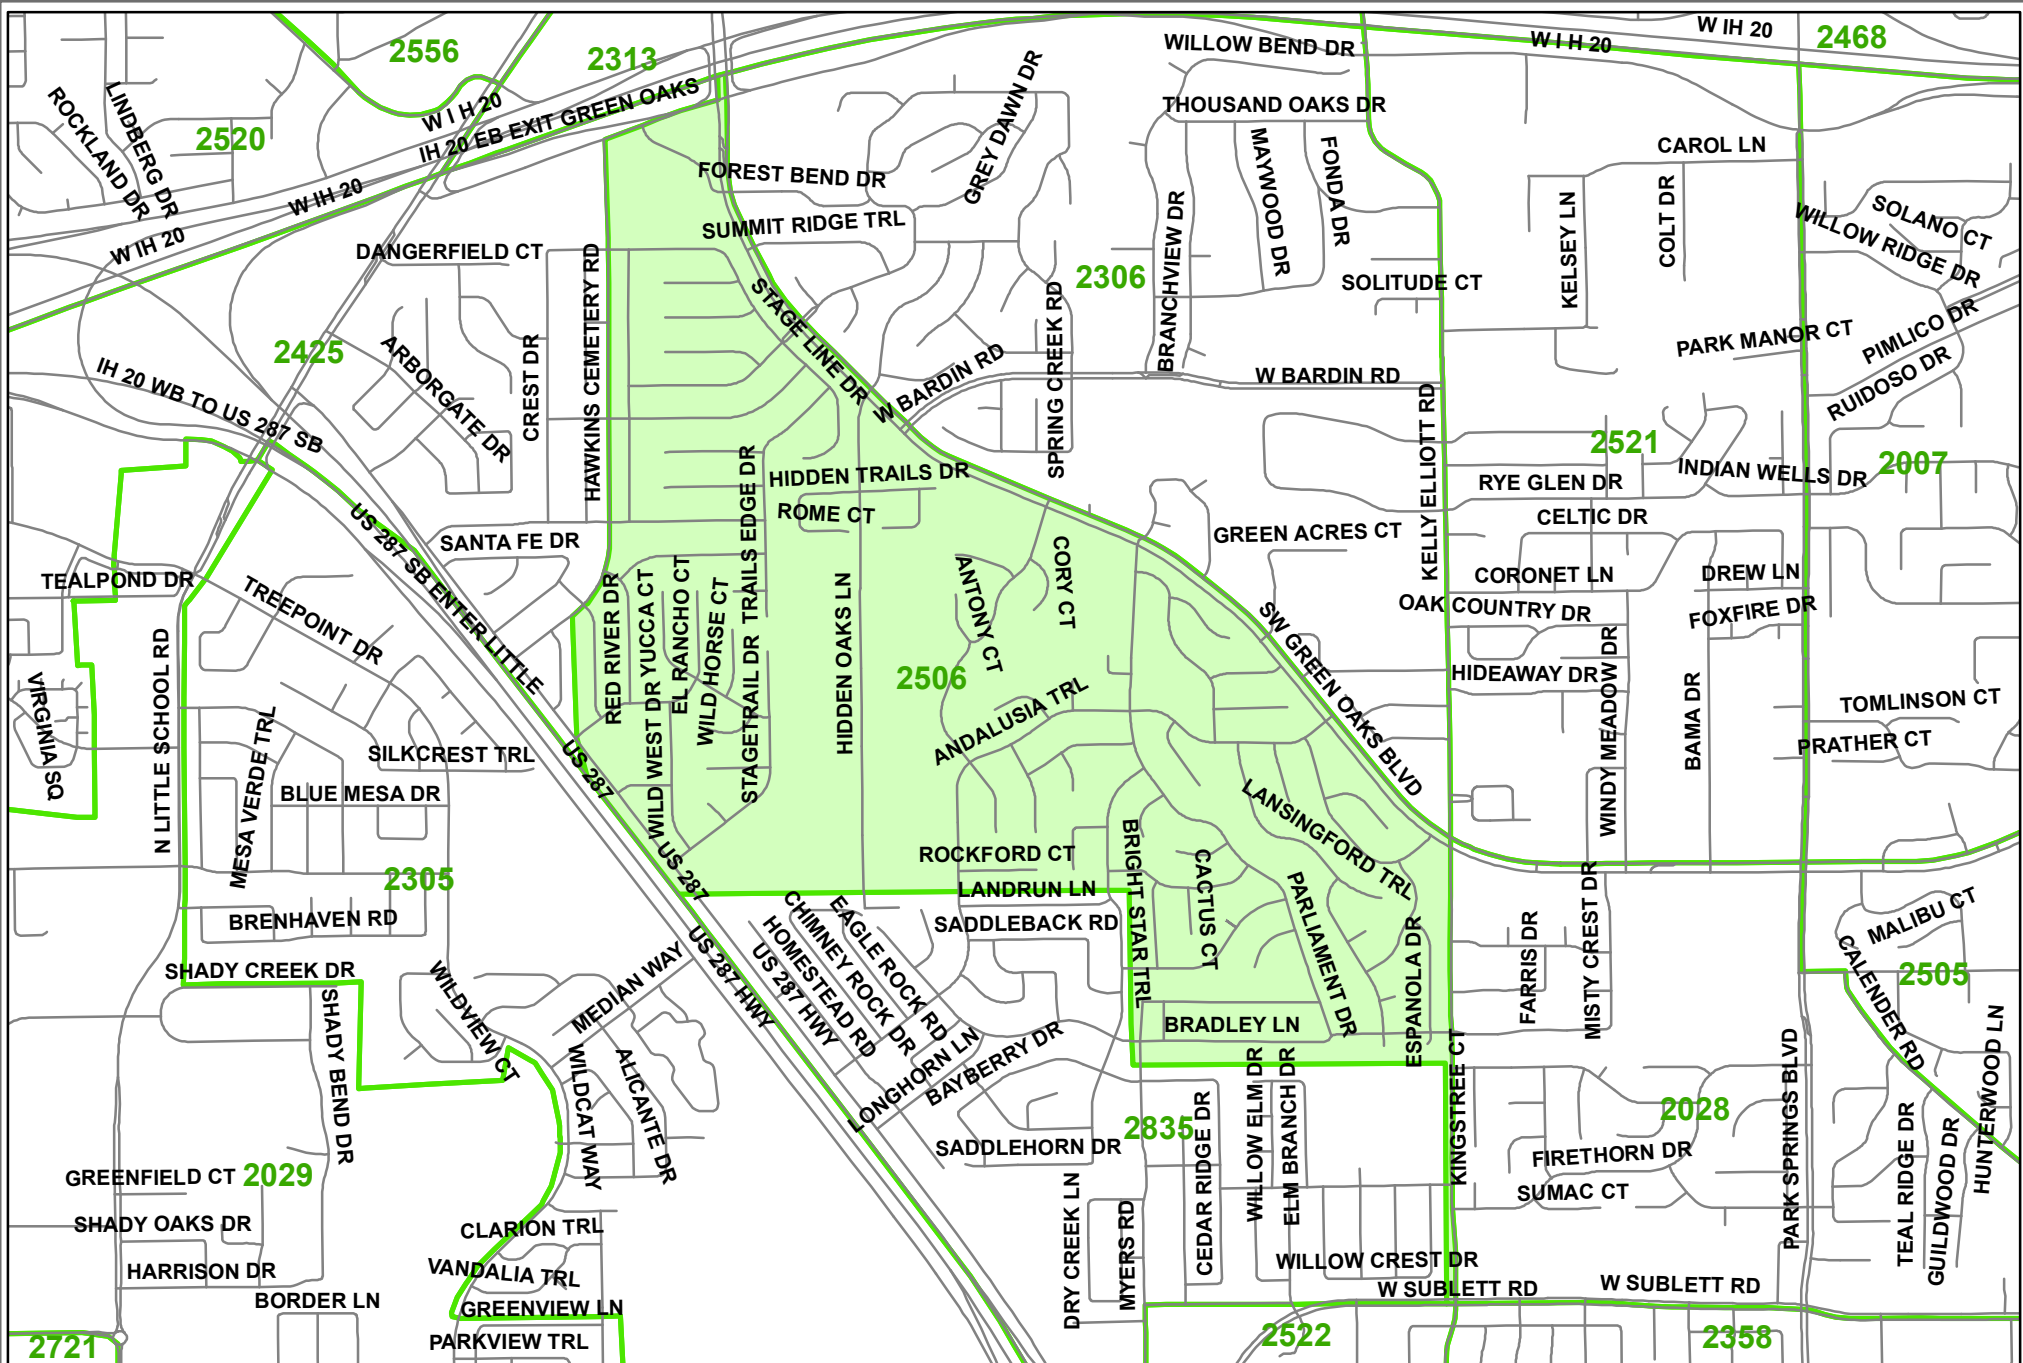 2556
2313
W IH 20
2468
WILLOW BEND DR
W I H 20
LINDBERG DR
ROCKLAND DR
2520
W I H 20
IH 20 EB EXIT GREEN OAKS
GREY DAWN DR
THOUSAND OAKS DR
MAYWOOD DR
FONDA DR
CAROL LN
W IH 20
W IH 20
FOREST BEND DR
SUMMIT RIDGE TRL
BRANCHVIEW DR
KELSEY LN
COLT DR
SOLANO CT
WILLOW RIDGE DR
DANGERFIELD CT
HAWKINS CEMETERY RD
2306
SOLITUDE CT
STAGE LINE DR
SPRING CREEK RD
2425
ARBORGATE DR
CREST DR
PARK MANOR CT
PIMLICO DR
RUIDOSO DR
IH 20 WB TO US 287 SB
W BARDIN RD
W BARDIN RD
KELLY ELLIOTT RD
2521
2007
INDIAN WELLS DR
HIDDEN TRAILS DR
RYE GLEN DR
ROME CT
TRAILS EDGE DR
CELTIC DR
US 287 SB ENTER LITTLE
SANTA FE DR
GREEN ACRES CT
TEALPOND DR
TREEPOINT DR
RED RIVER DR
YUCCA CT
EL RANCHO CT
WILD HORSE CT
STAGETRAIL DR
HIDDEN OAKS LN
ANTONY CT
CORY CT
CORONET LN
DREW LN
OAK COUNTRY DR
FOXFIRE DR
SW GREEN OAKS BLVD
2506
HIDEAWAY DR
WINDY MEADOW DR
BAMA DR
TOMLINSON CT
PRATHER CT
N LITTLE SCHOOL RD
VIRGINIA SQ
MESA VERDE TRL
SILKCREST TRL
US 287
WILD WEST DR
ANDALUSIA TRL
BLUE MESA DR
LANSINGFORD TRL
2305
US 287
ROCKFORD CT
BRIGHT STAR TRL
CACTUS CT
PARLIAMENT DR
LANDRUN LN
BRENHAVEN RD
SADDLEBACK RD
ESPANOLA DR
FARRIS DR
MISTY CREST DR
MALIBU CT
CALENDER RD
2505
SHADY CREEK DR
WILDVIEW CT
MEDIAN WAY
US 287 HWY
US 287 HWY
HOMESTEAD RD
CHIMNEY ROCK DR
EAGLE ROCK RD
LONGHORN LN
BAYBERRY DR
BRADLEY LN
SHADY BEND DR
WILDCAT WAY
ALICANTE DR
WILLOW ELM DR
ELM BRANCH DR
KINGSTREE CT
PARK SPRINGS BLVD
HUNTERWOOD LN
2835
CEDAR RIDGE DR
2028
SADDLEHORN DR
FIRETHORN DR
SUMAC CT
TEAL RIDGE DR
GUILDWOOD DR
GREENFIELD CT
2029
SHADY OAKS DR
CLARION TRL
DRY CREEK LN
MYERS RD
HARRISON DR
VANDALIA TRL
WILLOW CREST DR
W SUBLETT RD
W SUBLETT RD
BORDER LN
GREENVIEW LN
PARKVIEW TRL
2721
2522
2358